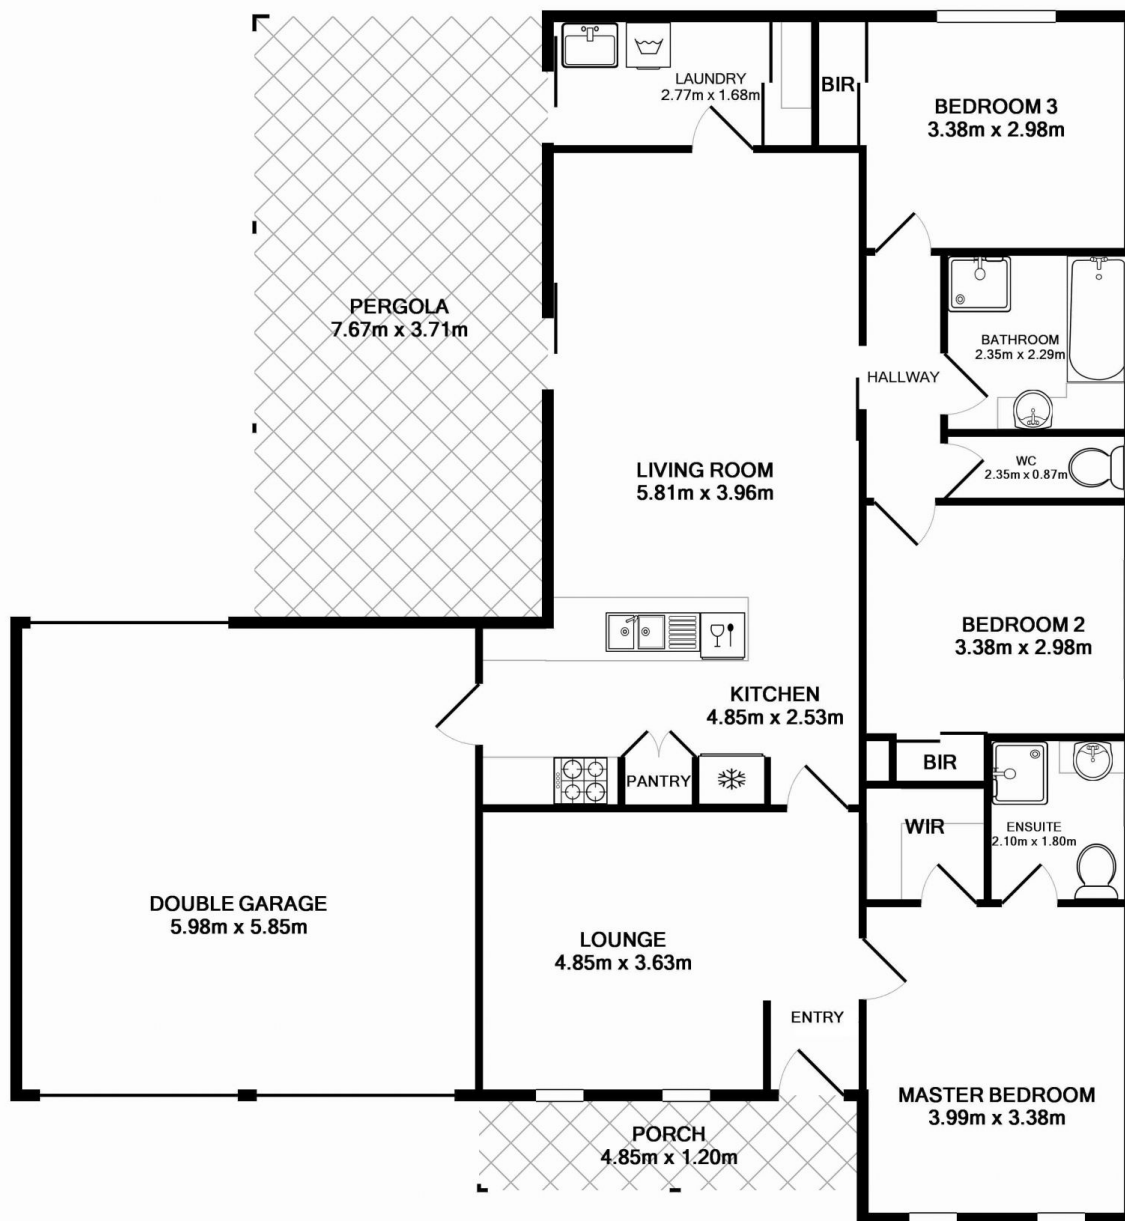 LAUNDRY
2.77m x 1.68m
BIR
BEDROOM 3
3.38m x 2.98m
PERGOLA
7.67m x 3.71m
BATHROOM
2.35m x 2.29m
HALLWAY
LIVING ROOM
5.81m x 3.96m
WC
2.35m x 0.87m
BEDROOM 2
3.38m x 2.98m
KITCHEN
4.85m x 2.53m
PANTRY
BIR
WIR
ENSUITE
2.10m x 1.80m
DOUBLE GARAGE
5.98m x 5.85m
LOUNGE
4.85m x 3.63m
ENTRY
MASTER BEDROOM
3.99m x 3.38m
PORCH
4.85m x 1.20m